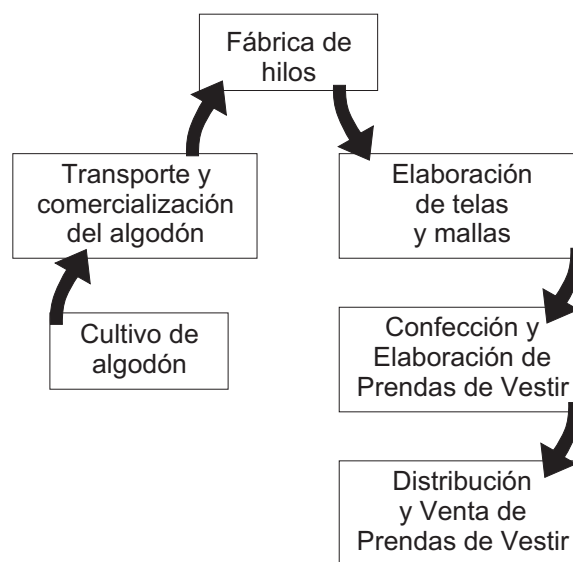 Fábrica de
hilos
Transporte y
comercialización
del algodón
Cultivo de
algodón
Elaboración
de telas
y mallas
Confección y
Elaboración de
Prendas de Vestir
Distribución
y Venta de
Prendas de Vestir